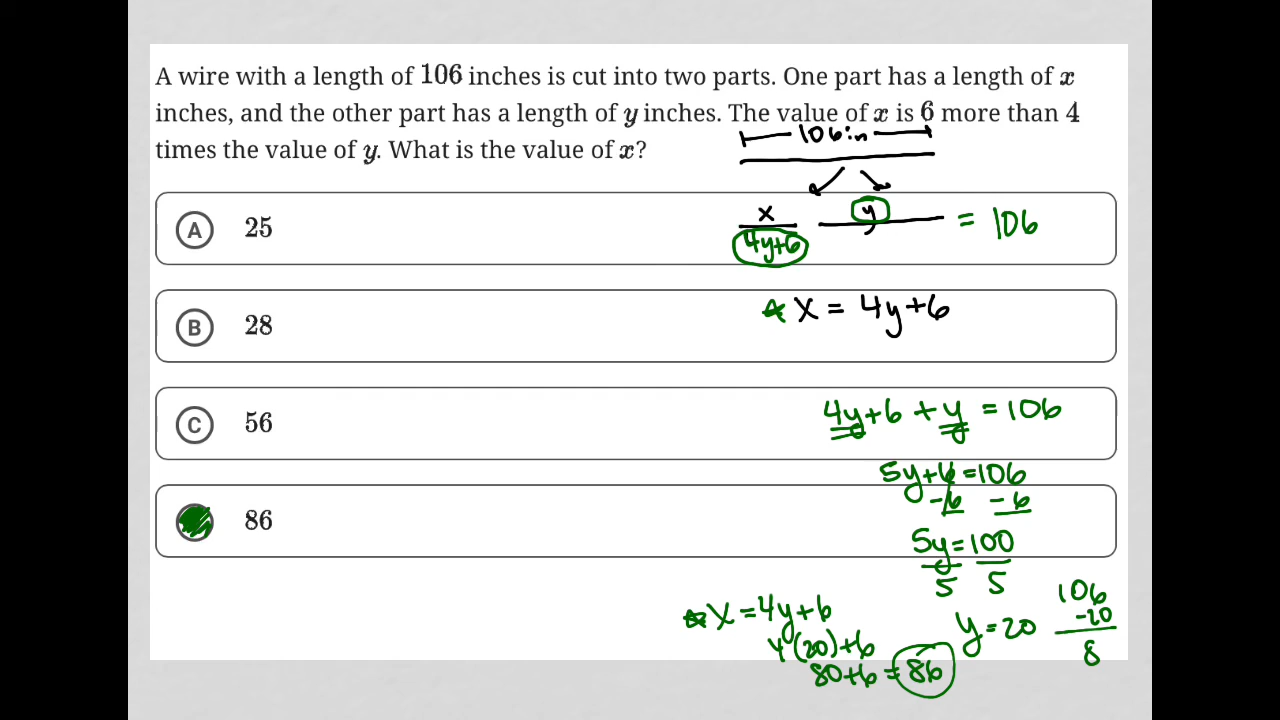 A wire with a length of 106 inches is cut into two parts. One part has a length of x
inches, and the other part has a length of y inches. The value of x is 6 more than 4
times the value of y. What is the value of x?
106in
A 25
x y = 106
4y+6
B 28
x = 4y+6
C 56
4y+6 + y = 106
5y+6 = 106
-6 -6
86
5y = 100
5 5
x = 4y+6
4(20)+6
80+6 = 86
y = 20
106
-20
8